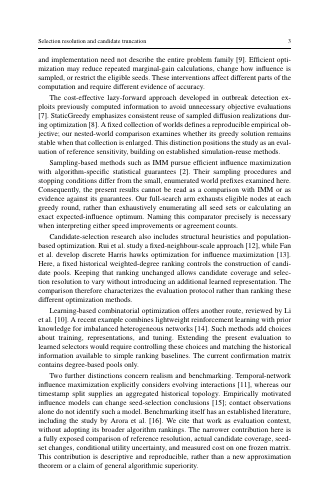 Selection resolution and candidate truncation 3
and implementation need not describe the entire problem family [9]. Efficient opti-
mization may reduce repeated marginal-gain calculations, change how influence is
sampled, or restrict the eligible seeds. These interventions affect different parts of the
computation and require different evidence of accuracy.
The cost-effective lazy-forward approach developed in outbreak detection ex-
ploits previously computed information to avoid unnecessary objective evaluations
[7]. StaticGreedy emphasizes consistent reuse of sampled diffusion realizations dur-
ing optimization [8]. A fixed collection of worlds defines a reproducible empirical ob-
jective; our nested-world comparison examines whether its greedy solution remains
stable when that collection is enlarged. This distinction positions the study as an eval-
uation of reference sensitivity, building on established simulation-reuse methods.
Sampling-based methods such as IMM pursue efficient influence maximization
with algorithm-specific statistical guarantees [2]. Their sampling procedures and
stopping conditions differ from the small, enumerated world prefixes examined here.
Consequently, the present results cannot be read as a comparison with IMM or as
evidence against its guarantees. Our full-search arm exhausts eligible nodes at each
greedy round, rather than exhaustively enumerating all seed sets or calculating an
exact expected-influence optimum. Naming this comparator precisely is necessary
when interpreting either speed improvements or agreement counts.
Candidate-selection research also includes structural heuristics and population-
based optimization. Rui et al. study a fixed-neighbour-scale approach [12], while Fan
et al. develop discrete Harris hawks optimization for influence maximization [13].
Here, a fixed historical weighted-degree ranking controls the construction of candi-
date pools. Keeping that ranking unchanged allows candidate coverage and selec-
tion resolution to vary without introducing an additional learned representation. The
comparison therefore characterizes the evaluation protocol rather than ranking these
different optimization methods.
Learning-based combinatorial optimization offers another route, reviewed by Li
et al. [10]. A recent example combines lightweight reinforcement learning with prior
knowledge for imbalanced heterogeneous networks [14]. Such methods add choices
about training, representations, and tuning. Extending the present evaluation to
learned selectors would require controlling these choices and matching the historical
information available to simple ranking baselines. The current confirmation matrix
contains degree-based pools only.
Two further distinctions concern realism and benchmarking. Temporal-network
influence maximization explicitly considers evolving interactions [11], whereas our
timestamp split supplies an aggregated historical topology. Empirically motivated
influence models can change seed-selection conclusions [15]; contact observations
alone do not identify such a model. Benchmarking itself has an established literature,
including the study by Arora et al. [16]. We cite that work as evaluation context,
without adopting its broader algorithm rankings. The narrower contribution here is
a fully exposed comparison of reference resolution, actual candidate coverage, seed-
set changes, conditional utility uncertainty, and measured cost on one frozen matrix.
This contribution is descriptive and reproducible, rather than a new approximation
theorem or a claim of general algorithmic superiority.